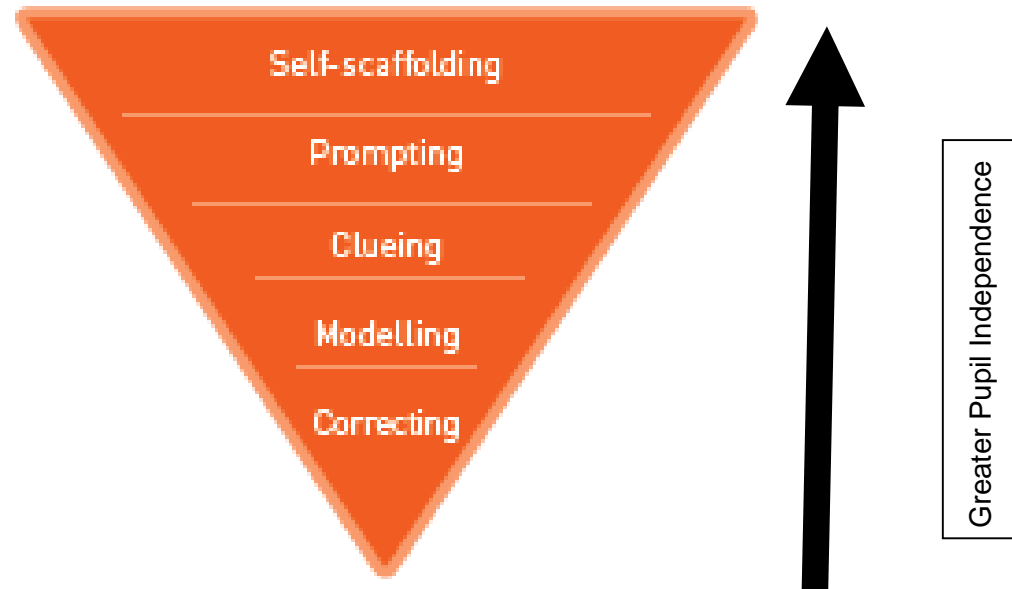 Self-scaffolding
Prompting
Clueing
Modelling
Correcting
Greater Pupil Independence